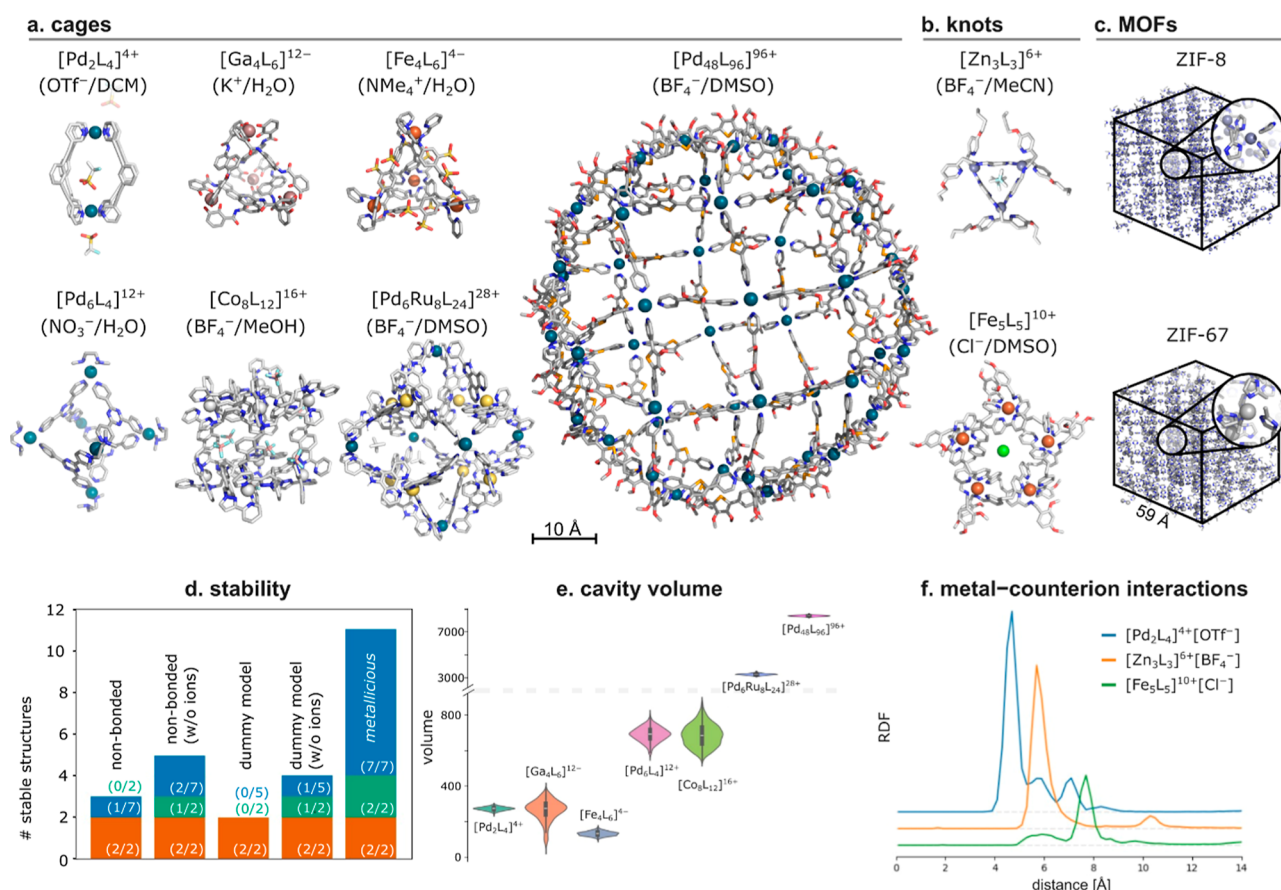 a. cages
b. knots
c. MOFs
[Pd₂L₄]⁴⁺
(OTf⁻/DCM)
[Ga₄L₆]¹²⁻
(K⁺/H₂O)
[Fe₄L₆]⁴⁻
(NMe₄⁺/H₂O)
[Pd₄₈L₉₆]⁹⁶⁺
(BF₄⁻/DMSO)
[Zn₃L₃]⁶⁺
(BF₄⁻/MeCN)
ZIF-8
[Pd₆L₄]¹²⁺
(NO₃⁻/H₂O)
[Co₈L₁₂]¹⁶⁺
(BF₄⁻/MeOH)
[Pd₆Ru₈L₂₄]²⁸⁺
(BF₄⁻/DMSO)
[Fe₅L₅]¹⁰⁺
(Cl⁻/DMSO)
ZIF-67
10 Å
59 Å
d. stability
# stable structures
12
10
8
6
4
2
0
non-bonded
non-bonded
(w/o ions)
dummy model
dummy model
(w/o ions)
metallicious
(0/2)
(1/7)
(2/2)
(2/7)
(1/2)
(2/2)
(0/5)
(0/2)
(2/2)
(1/5)
(1/2)
(2/2)
(7/7)
(2/2)
(2/2)
e. cavity volume
volume
7000
3000
800
400
0
[Pd₂L₄]⁴⁺
[Ga₄L₆]¹²⁻
[Fe₄L₆]⁴⁻
[Pd₆L₄]¹²⁺
[Co₈L₁₂]¹⁶⁺
[Pd₆Ru₈L₂₄]²⁸⁺
[Pd₄₈L₉₆]⁹⁶⁺
f. metal−counterion interactions
RDF
[Pd₂L₄]⁴⁺[OTf⁻]
[Zn₃L₃]⁶⁺[BF₄⁻]
[Fe₅L₅]¹⁰⁺[Cl⁻]
0 2 4 6 8 10 12 14
distance [Å]